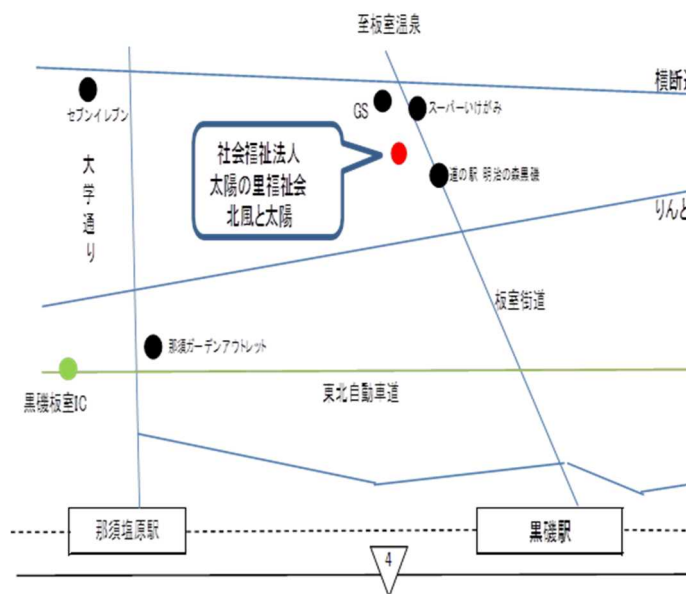 至板室温泉
横断道
セブンイレブン
GS
スーパーいけがみ
社会福祉法人
太陽の里福祉会
北風と太陽
道の駅 明治の森黒磯
大学通り
りんど
板室街道
那須ガーデンアウトレット
黒磯板室IC
東北自動車道
那須塩原駅
黒磯駅
4